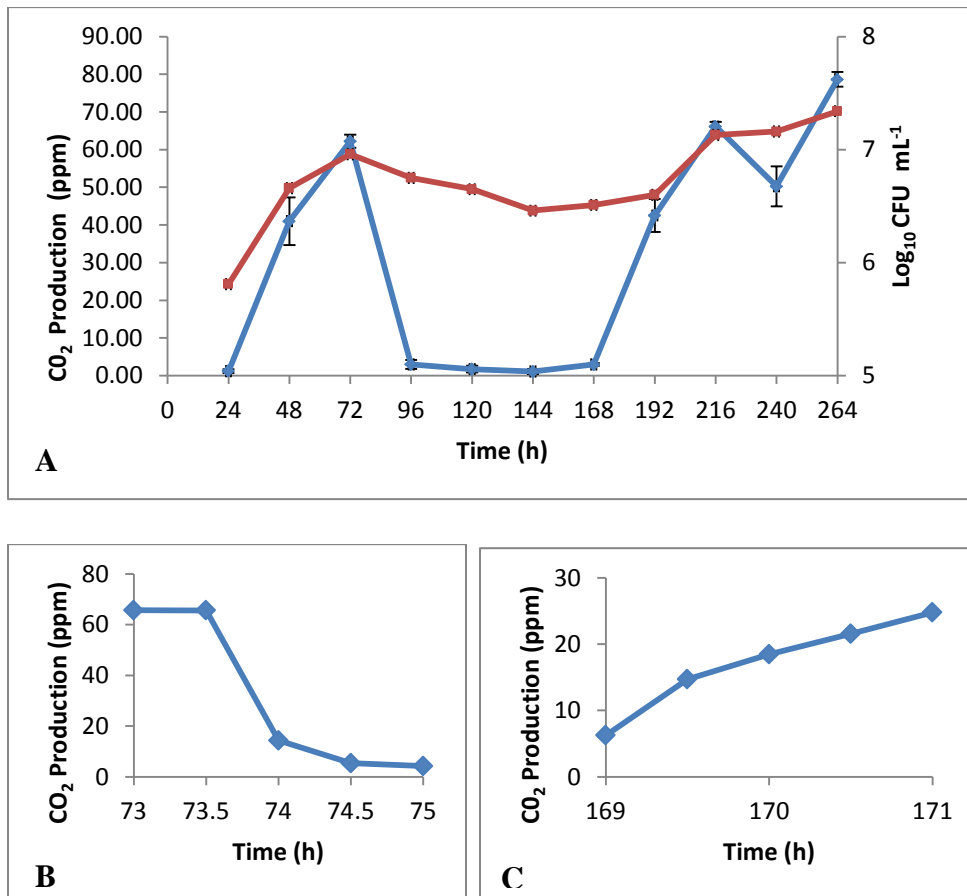 90.00
80.00
70.00
60.00
50.00
40.00
30.00
20.00
10.00
0.00
C0₂ Production (ppm)
8
7
6
5
Log₁₀ CFU mL⁻¹
0 24 48 72 96 120 144 168 192 216 240 264
Time (h)
A
80
60
40
20
0
CO₂ Production (ppm)
73 73.5 74 74.5 75
Time (h)
B
30
20
10
0
C0₂ Production (ppm)
169 170 171
Time (h)
C